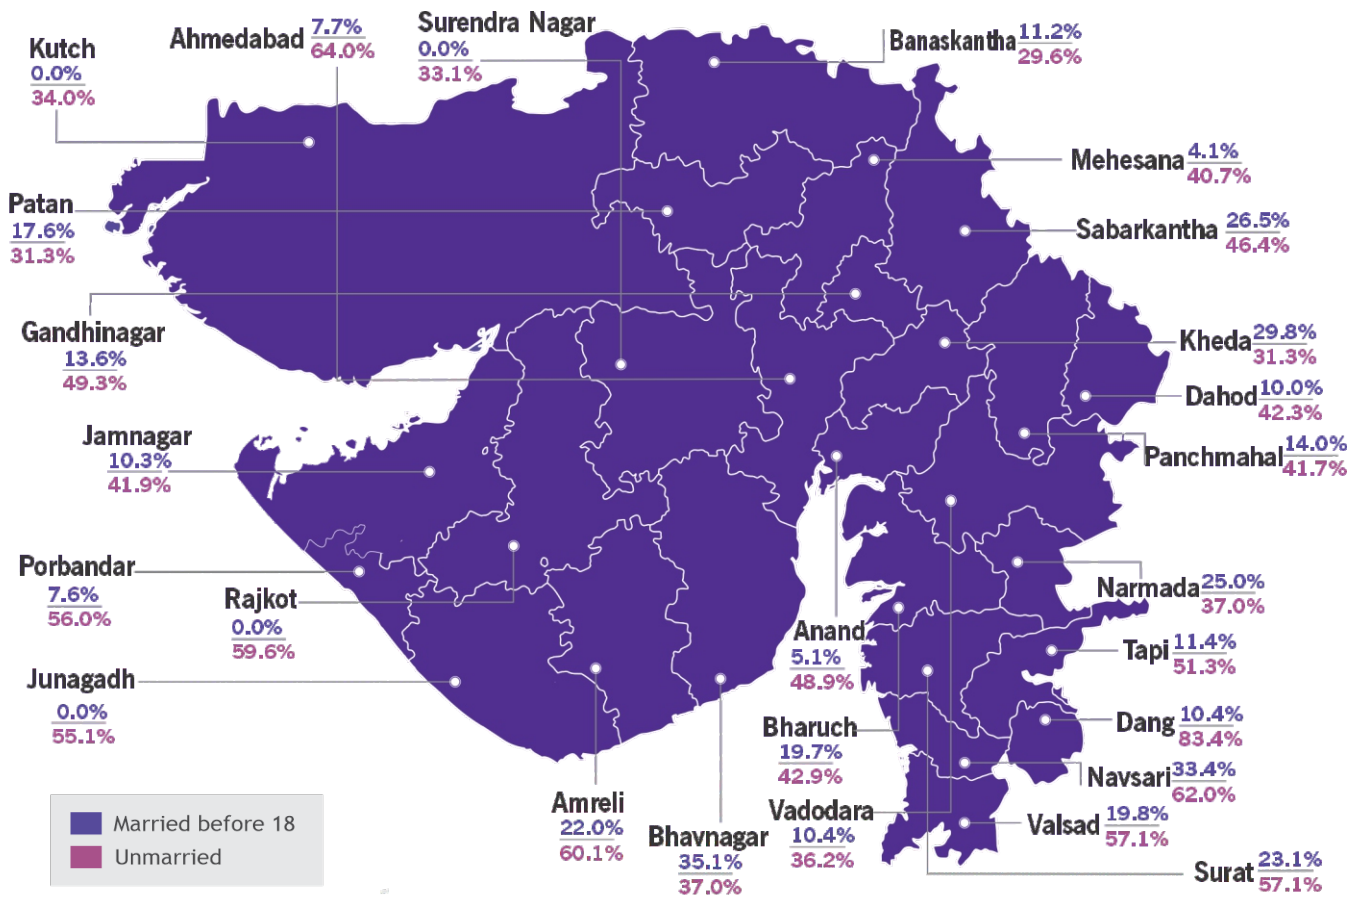 Kutch
0.0%
34.0%
Ahmedabad
7.7%
64.0%
Surendra Nagar
0.0%
33.1%
Banaskantha
11.2%
29.6%
Mehesana
4.1%
40.7%
Patan
17.6%
31.3%
Sabarkantha
26.5%
46.4%
Gandhinagar
13.6%
49.3%
Kheda
29.8%
31.3%
Dahod
10.0%
42.3%
Jamnagar
10.3%
41.9%
Panchmahal
14.0%
41.7%
Porbandar
7.6%
56.0%
Rajkot
0.0%
59.6%
Narmada
25.0%
37.0%
Anand
5.1%
48.9%
Tapi
11.4%
51.3%
Junagadh
0.0%
55.1%
Bharuch
19.7%
42.9%
Dang
10.4%
83.4%
Navsari
33.4%
62.0%
Amreli
22.0%
60.1%
Bhavnagar
35.1%
37.0%
Vadodara
10.4%
36.2%
Valsad
19.8%
57.1%
Surat
23.1%
57.1%
Married before 18
Unmarried